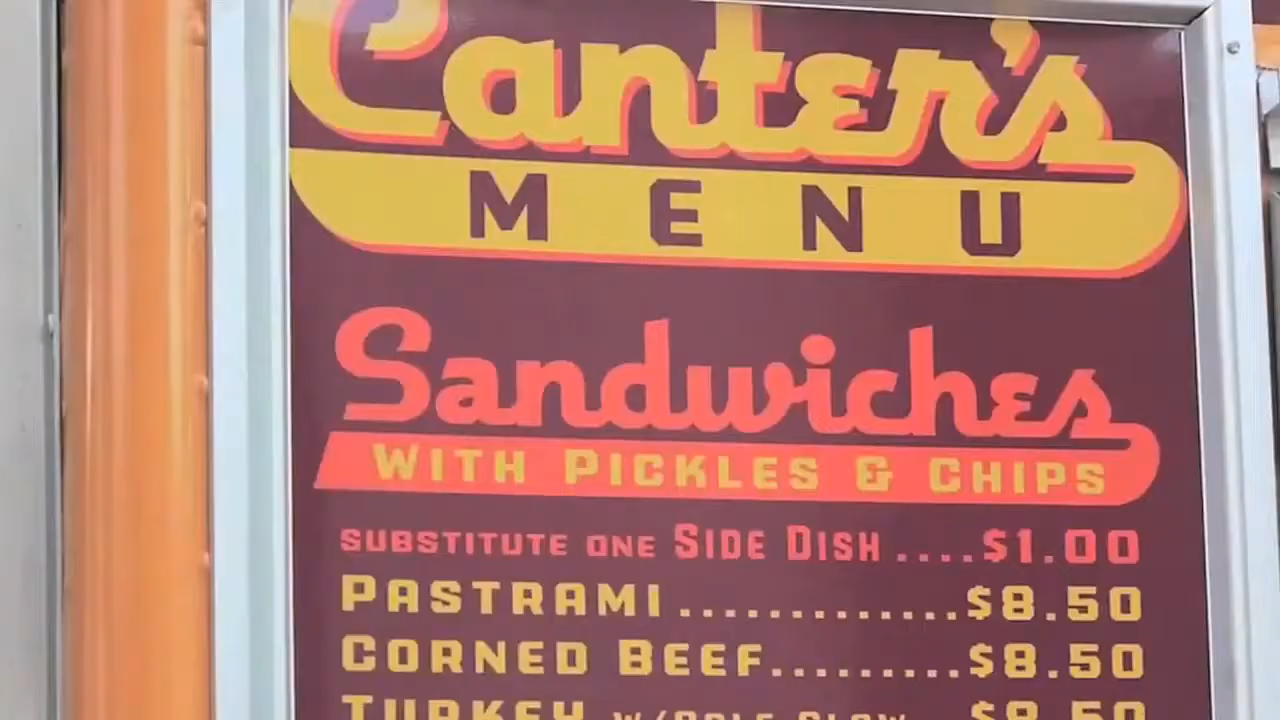 Canter's
MENU
Sandwiches
WITH PICKLES & CHIPS
SUBSTITUTE ONE SIDE DISH ....$1.00
PASTRAMI .............$8.50
CORNED BEEF.........$8.50
TURKEY W/COLE SLAW $8.50